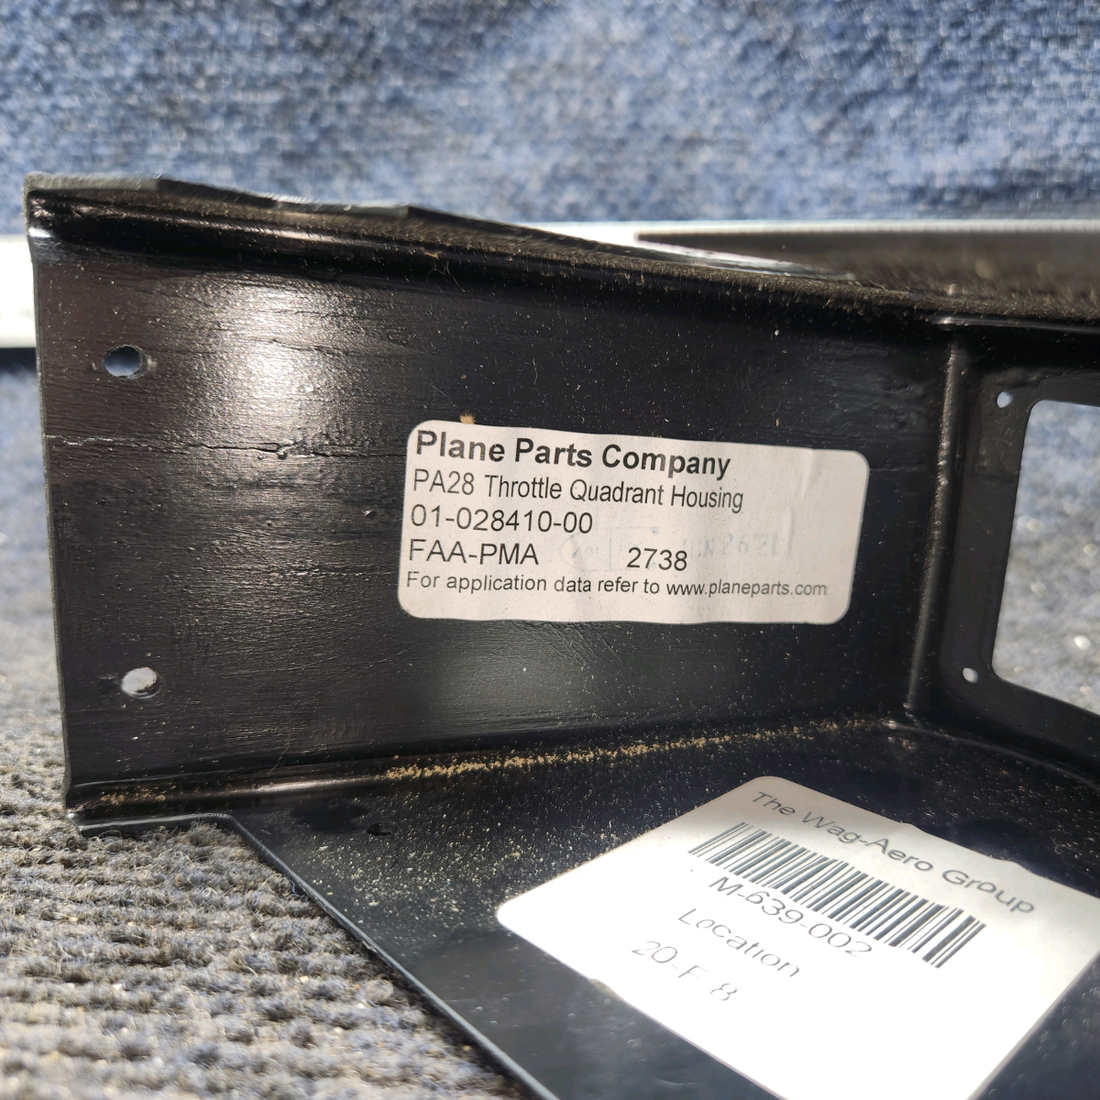 Plane Parts Company
PA28 Throttle Quadrant Housing
01-028410-00
FAA-PMA 2738
For application data refer to www.planeparts.com
The Wag-Aero Group
M-639-002
Location
20-F 8